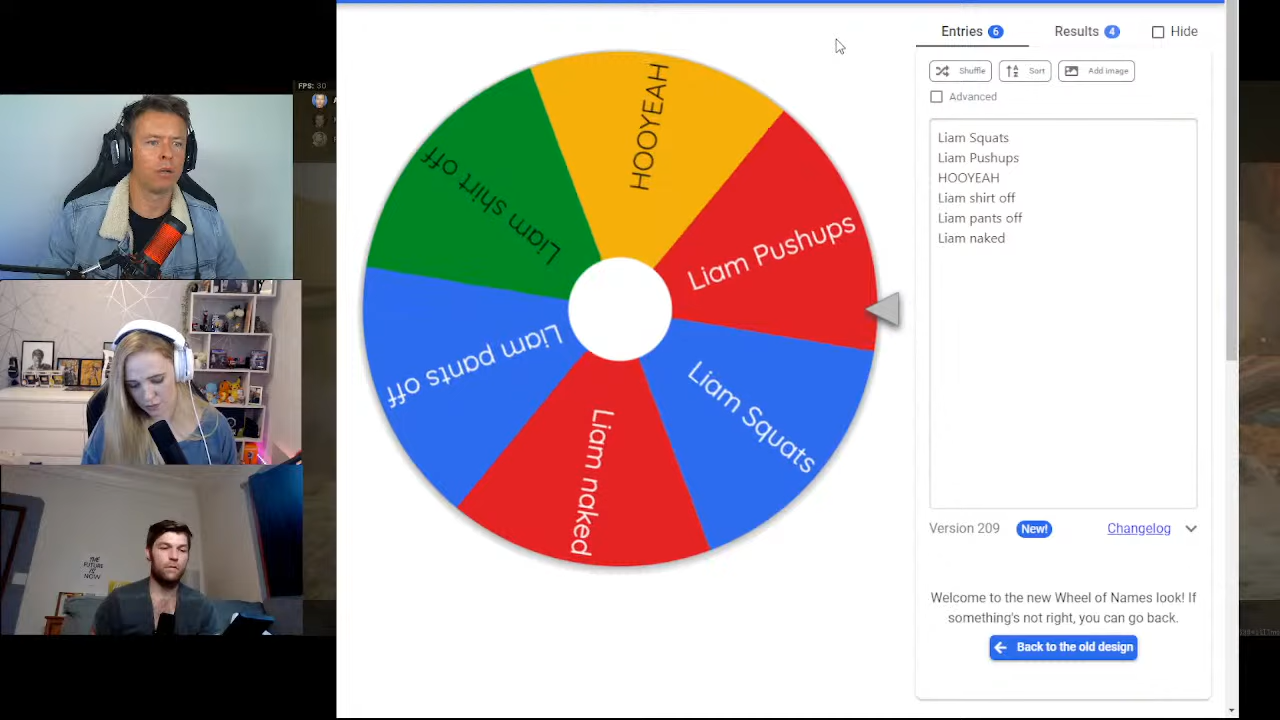 FPS: 30
Entries 6
Results 4
Hide
Shuffle
Sort
Add image
Advanced
Liam Squats
Liam Pushups
HOOYEAH
Liam shirt off
Liam pants off
Liam naked
HOOYEAH
Liam Pushups
Liam Squats
Liam naked
Liam pants off
Liam shirt off
Version 209
New!
Changelog
Welcome to the new Wheel of Names look! If
something's not right, you can go back.
Back to the old design
THE
FUTURE
IS
NOW